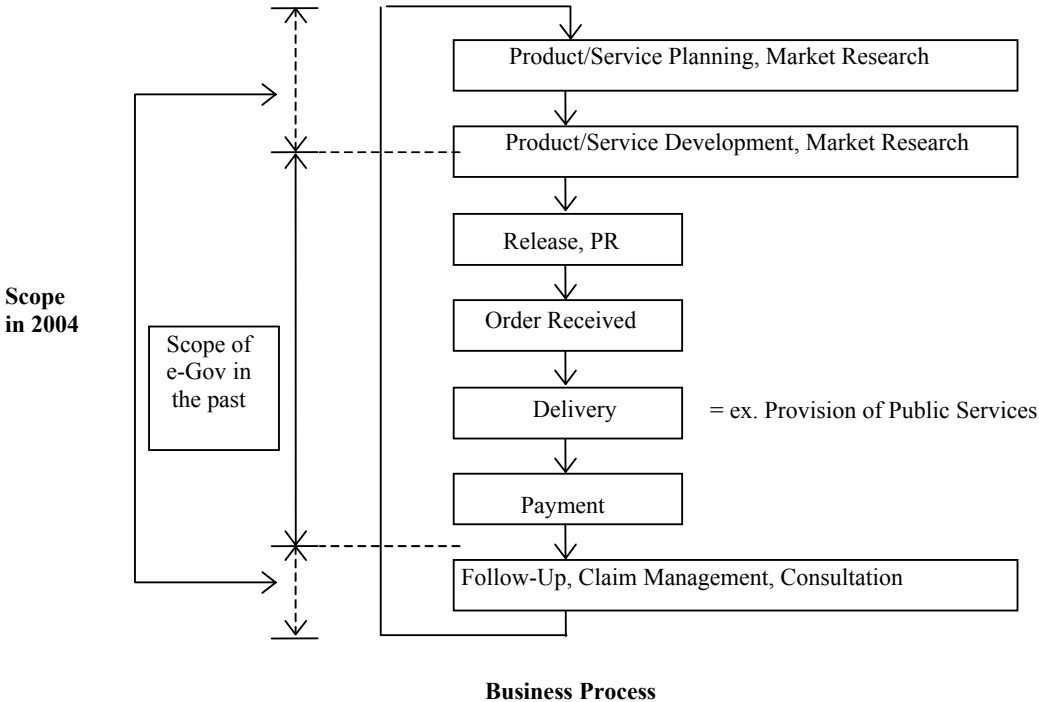 Product/Service Planning, Market Research
Product/Service Development, Market Research
Release, PR
Scope
in 2004
Order Received
Scope of
e-Gov in
the past
Delivery
= ex. Provision of Public Services
Payment
Follow-Up, Claim Management, Consultation
Business Process